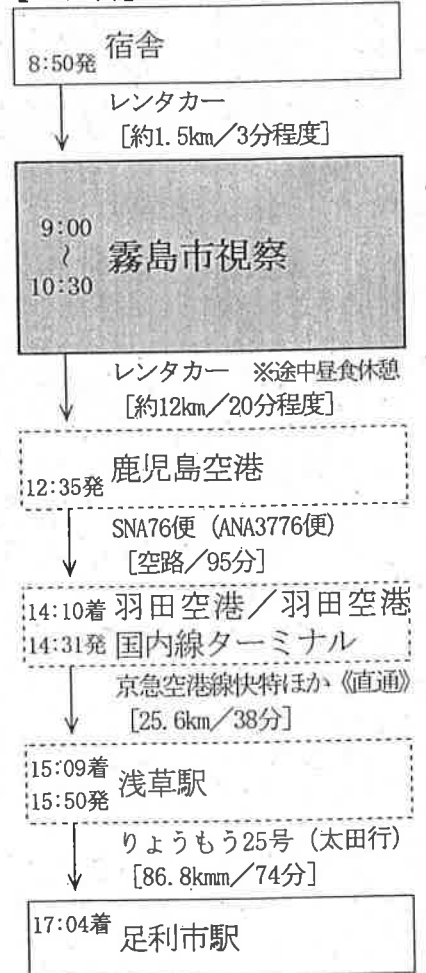 8:50発 宿舎
レンタカー
[約1.5km／3分程度]
9:00
～
10:30
霧島市視察
レンタカー ※途中昼食休憩
[約12km／20分程度]
12:35発 鹿児島空港
SNA76便 (ANA3776便)
[空路／95分]
14:10着 羽田空港／羽田空港
14:31発 国内線ターミナル
京急空港線快特ほか《直通》
[25.6km／38分]
15:09着
15:50発
浅草駅
りょうもう25号 (太田行)
[86.8kmm／74分]
17:04着 足利市駅